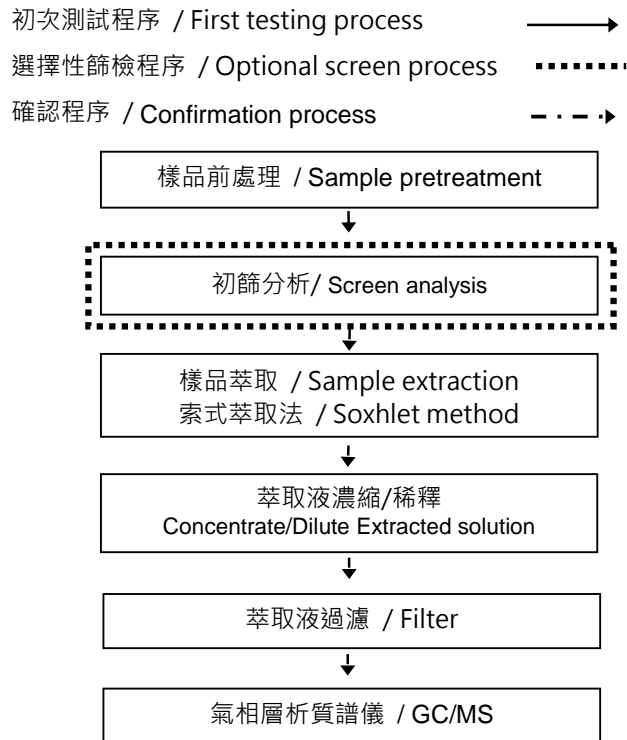 初次測試程序 / First testing process
選擇性篩檢程序 / Optional screen process
確認程序 / Confirmation process
樣品前處理 / Sample pretreatment
初篩分析/ Screen analysis
樣品萃取 / Sample extraction
索式萃取法 / Soxhlet method
萃取液濃縮/稀釋
Concentrate/Dilute Extracted solution
萃取液過濾 / Filter
氣相層析質譜儀 / GC/MS